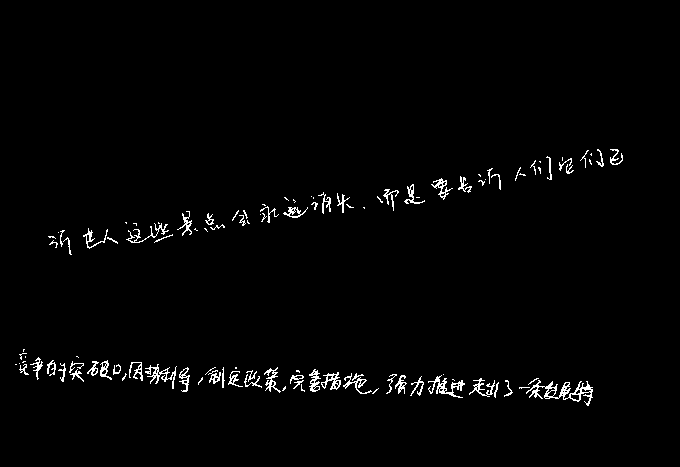 诉世人这些景点会永远消失,而是要告诉人们它们已
竞争的突破口,因势利导,制定政策,完善措施,强力推进走出了一条发展特